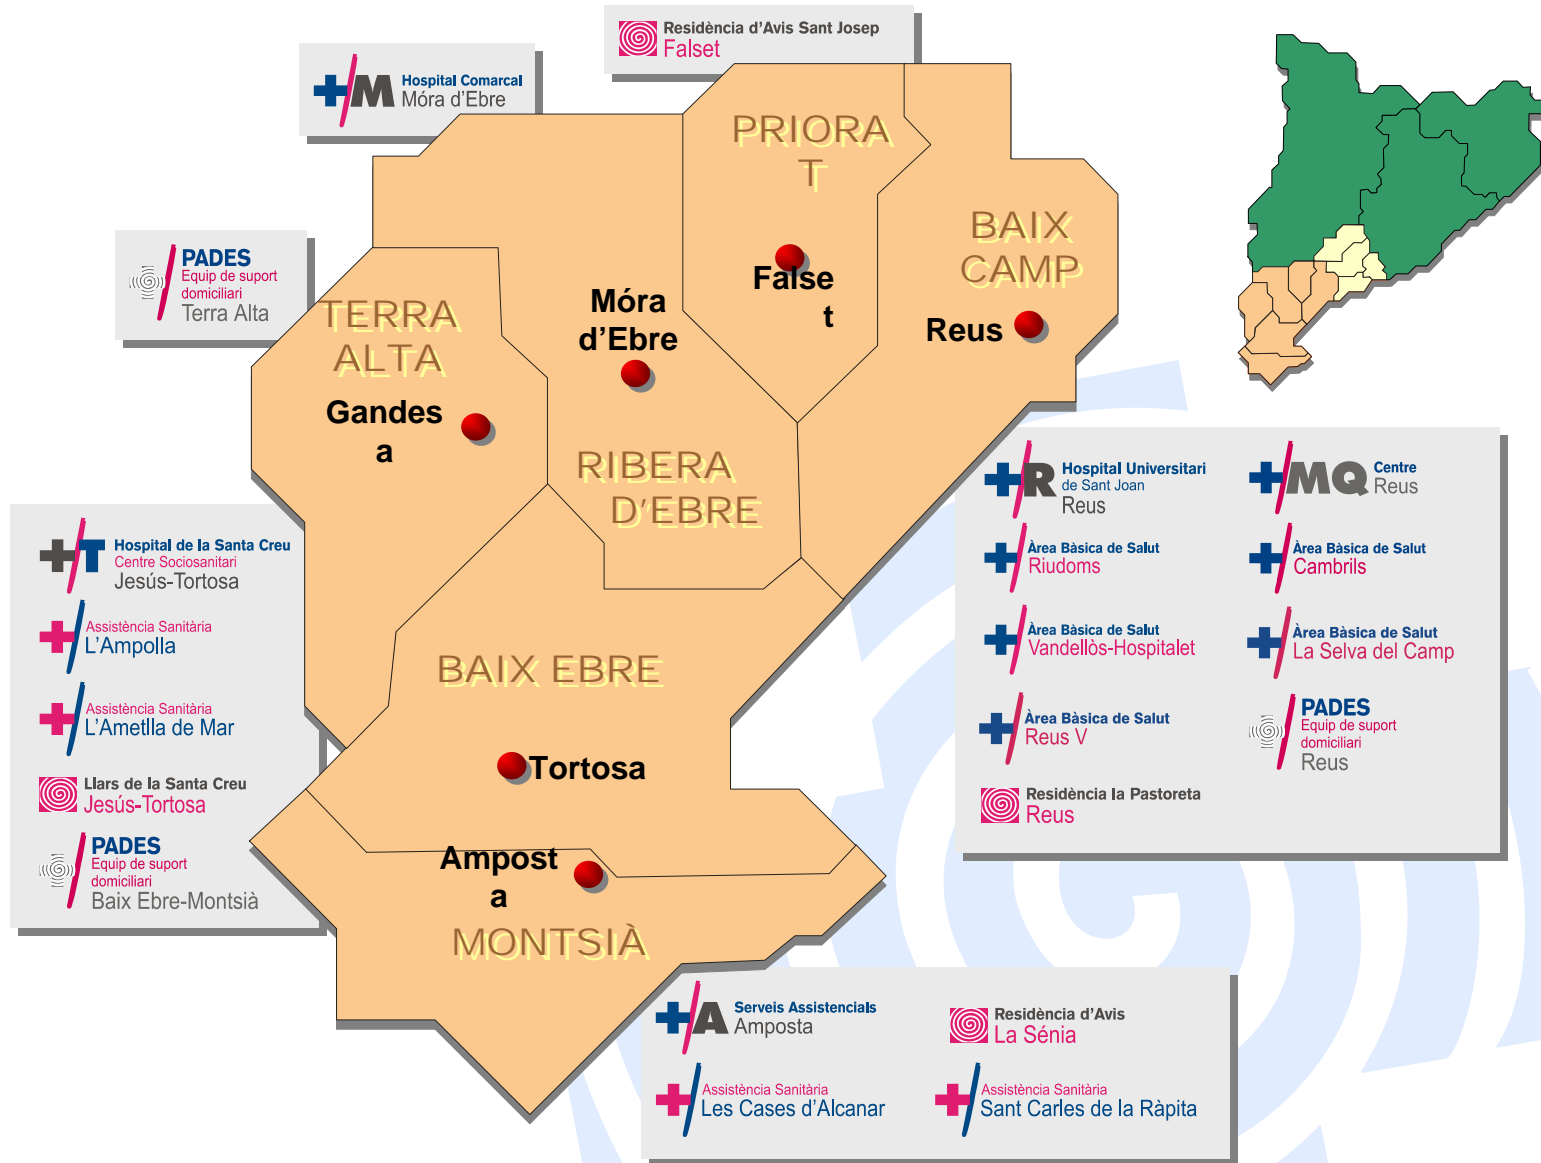 Residència d'Avis Sant Josep
Falset
+/M
Hospital Comarcal
Móra d'Ebre
PRIORA
T
BAIX
CAMP
PADES
Equip de suport
domiciliari
Terra Alta
False
t
Móra
d'Ebre
Reus
TERRA
ALTA
Gandes
a
RIBERA
D'EBRE
+/R
Hospital Universitari
de Sant Joan
Reus
+/MQ
Centre
Reus
Àrea Bàsica de Salut
Riudoms
Àrea Bàsica de Salut
Cambrils
Àrea Bàsica de Salut
Vandellòs-Hospitalet
Àrea Bàsica de Salut
La Selva del Camp
Àrea Bàsica de Salut
Reus V
PADES
Equip de suport
domiciliari
Reus
Residència la Pastoreta
Reus
+/T
Hospital de la Santa Creu
Centre Sociosanitari
Jesús-Tortosa
Assistència Sanitària
L'Ampolla
Assistència Sanitària
L'Ametlla de Mar
Llars de la Santa Creu
Jesús-Tortosa
PADES
Equip de suport
domiciliari
Baix Ebre-Montsià
BAIX EBRE
Tortosa
Ampost
a
MONTSIÀ
+/A
Serveis Assistencials
Amposta
Residència d'Avis
La Sénia
Assistència Sanitària
Les Cases d'Alcanar
Assistència Sanitària
Sant Carles de la Ràpita